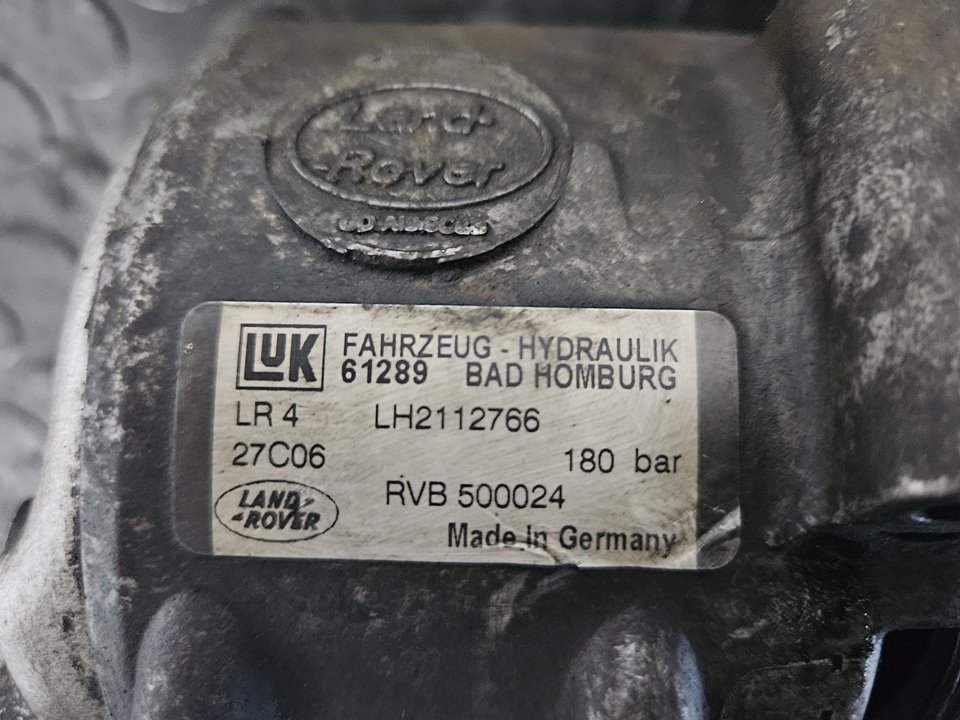 Land
Rover
LUK FAHRZEUG - HYDRAULIK
61289 BAD HOMBURG
LR 4 LH2112766
27C06 180 bar
LAND
ROVER
RVB 500024
Made in Germany